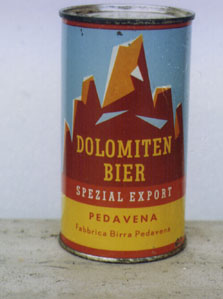 DOLOMITEN
BIER
SPEZIAL EXPORT
PEDAVENA
Fabbrica Birra Pedavena